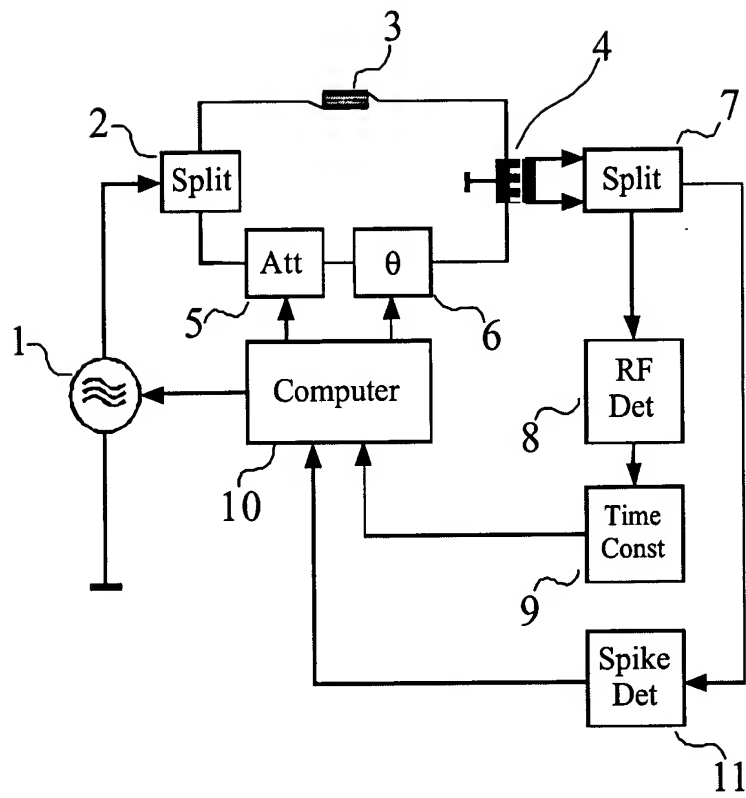 3
4
2
7
Split
Split
Att
θ
5
6
1
Computer
RF
Det
8
10
Time
Const
9
Spike
Det
11